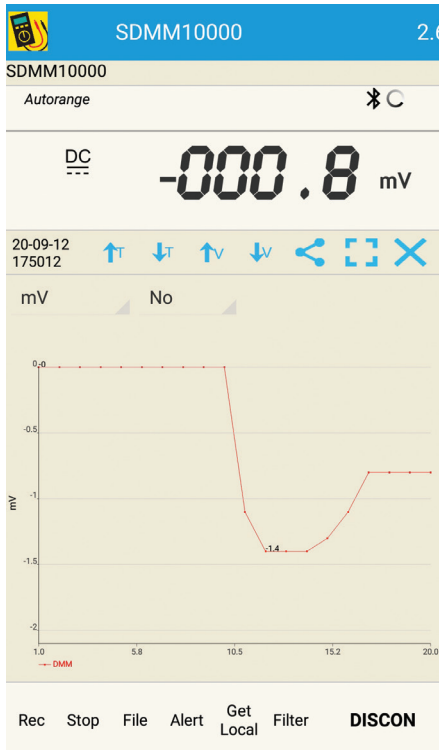 SDMM10000
2.6
SDMM10000
Autorange
DC
-000.8 mV
20-09-12
175012
T
T
V
V
mV
No
0
-0
-0.5
-1
mV
-1.4
-1.5
-2
1.0 5.8 10.5 15.2 20.0
DMM
Rec Stop File Alert Get Local Filter DISCON